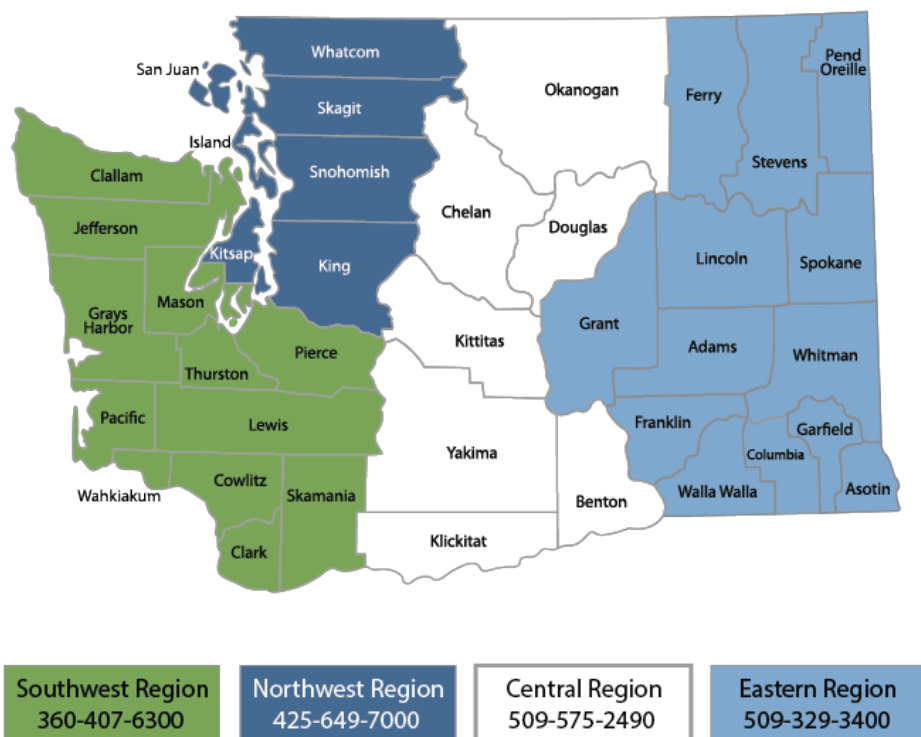 Whatcom
San Juan
Skagit
Island
Snohomish
King
Kitsap
Okanogan
Chelan
Douglas
Kittitas
Yakima
Klickitat
Benton
Ferry
Stevens
Pend
Oreille
Lincoln
Spokane
Grant
Adams
Whitman
Franklin
Walla Walla
Columbia
Garfield
Asotin
Clallam
Jefferson
Grays
Harbor
Mason
Thurston
Pierce
Pacific
Lewis
Wahkiakum
Cowlitz
Skamania
Clark
Southwest Region
360-407-6300
Northwest Region
425-649-7000
Central Region
509-575-2490
Eastern Region
509-329-3400